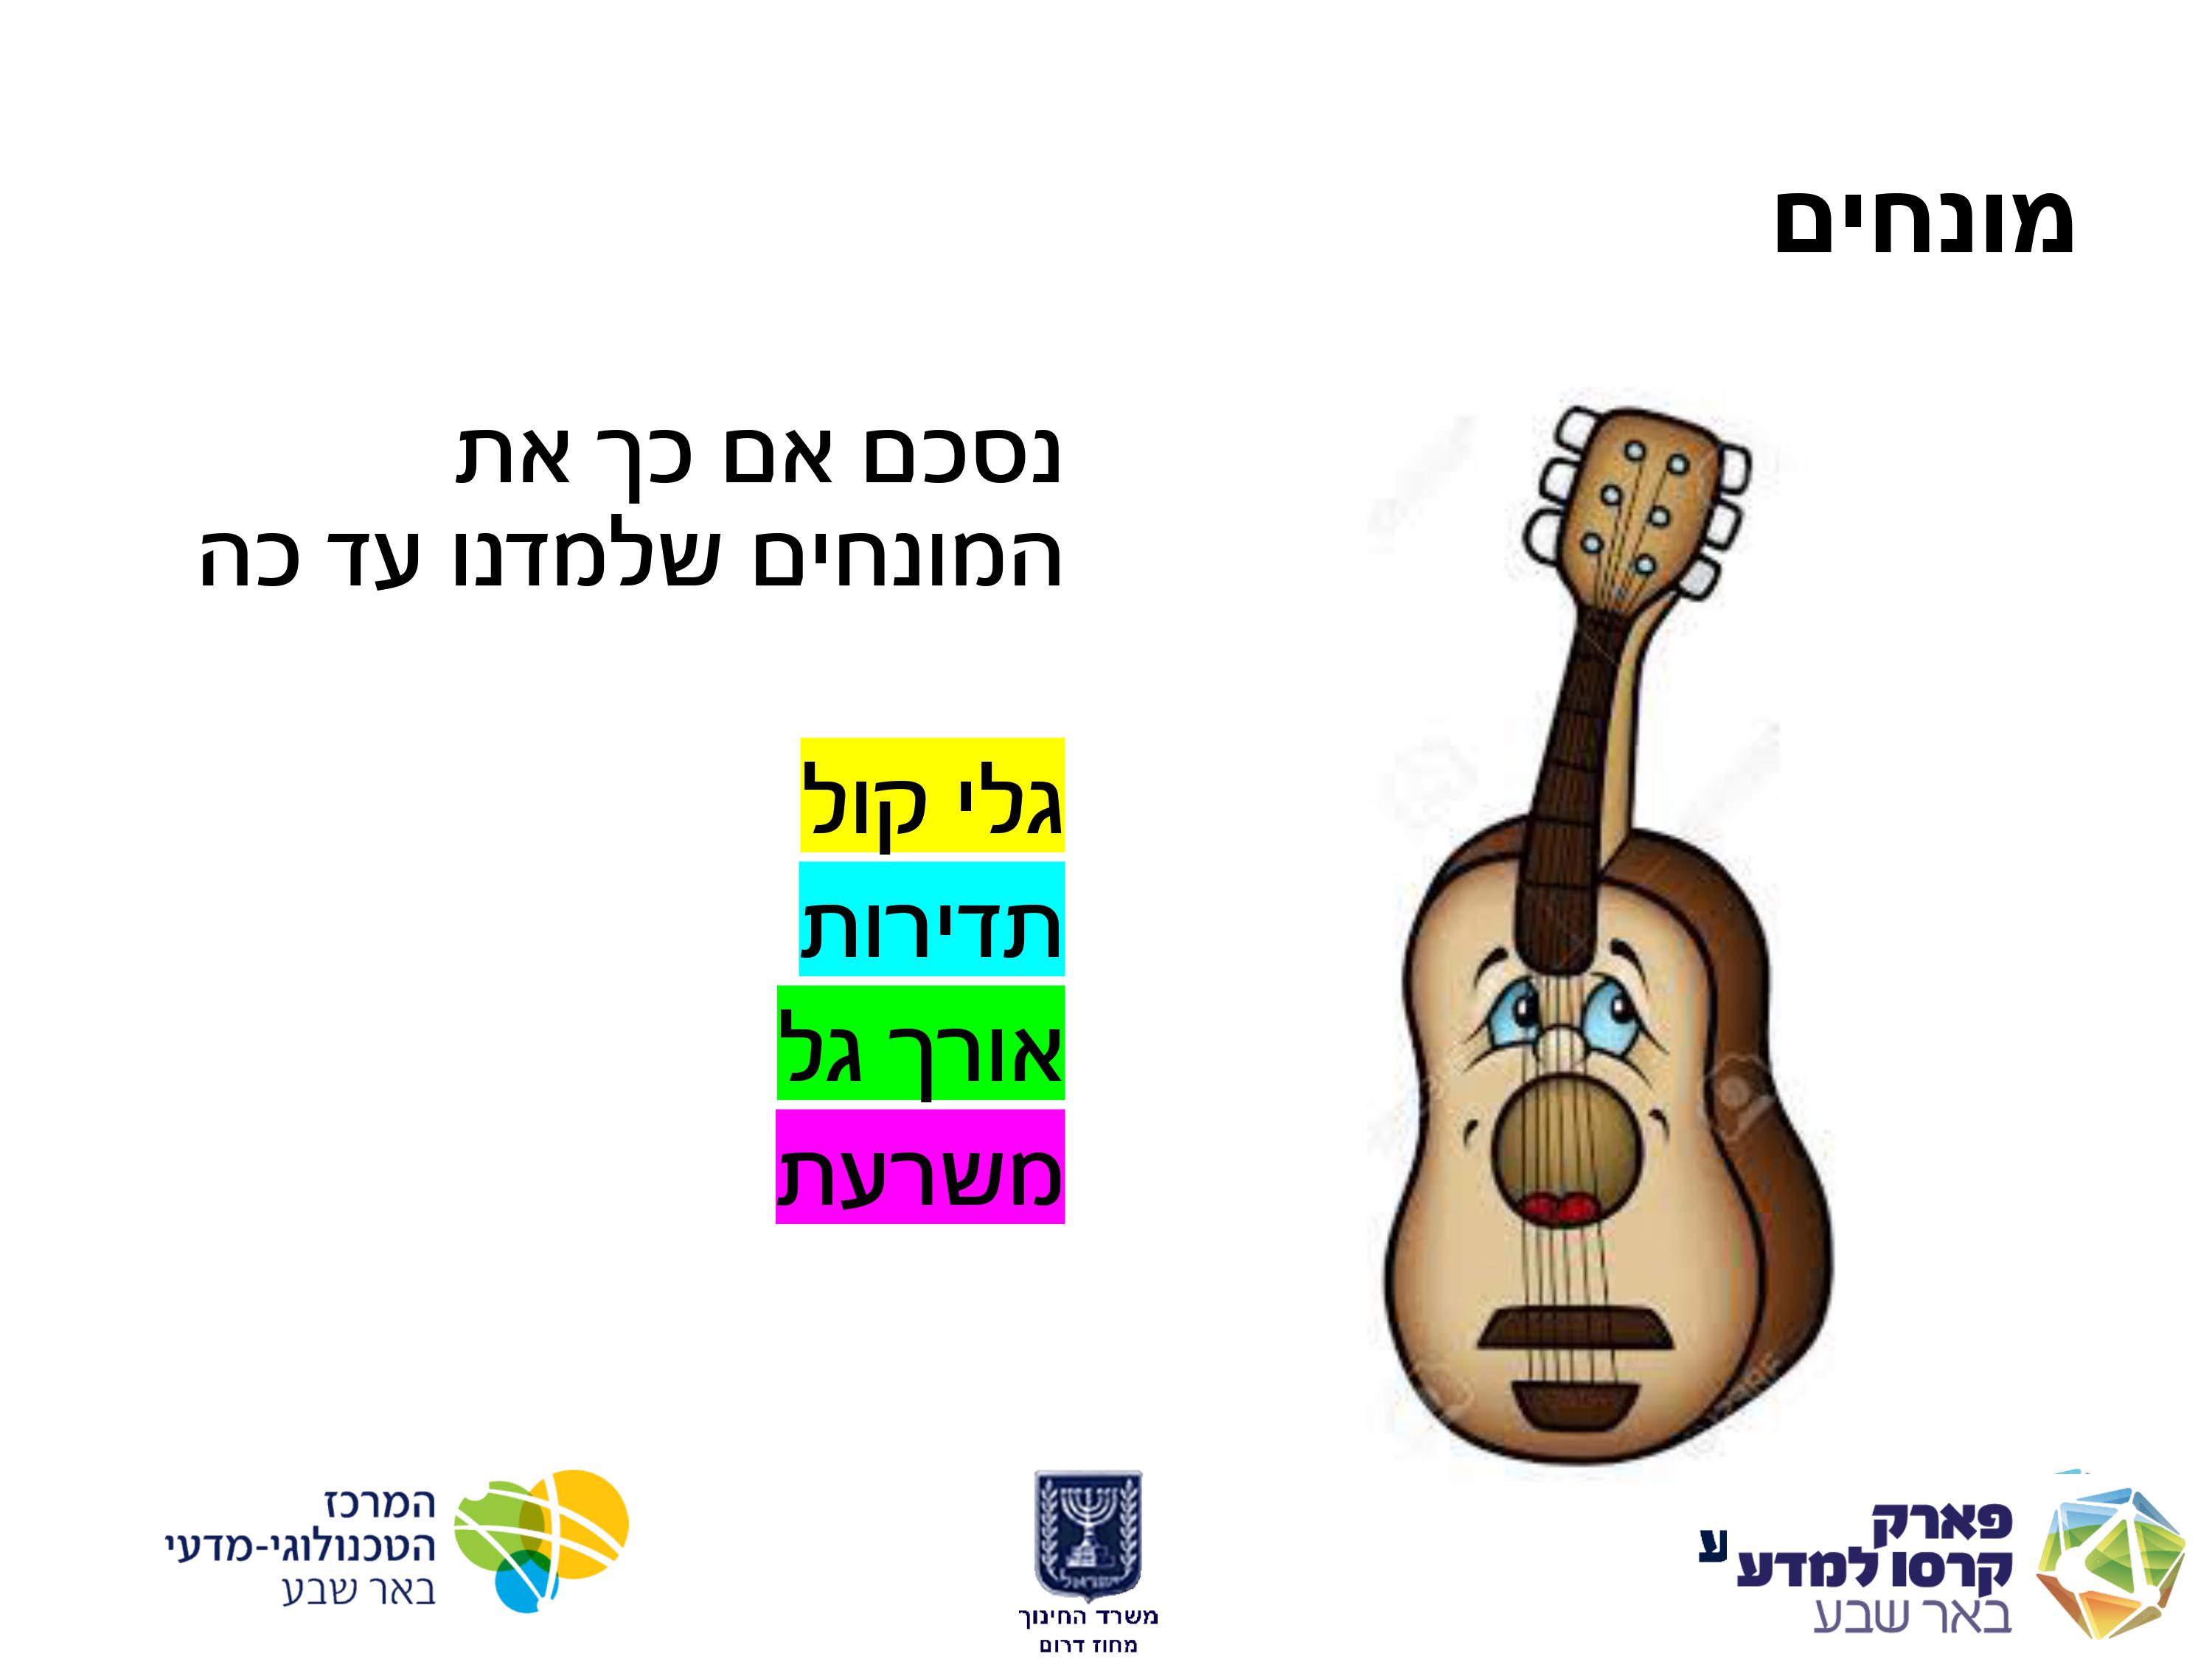 מונחים
נסכם אם כך את
המונחים שלמדנו עד כה
גלי קול
תדירות
אורך גל
משרעת
פארק
קרסו למדע
ע
באר שבע
ישראל
משרד החינוך
מחוז דרום
המרכז
הטכנולוגי-מדעי
באר שבע